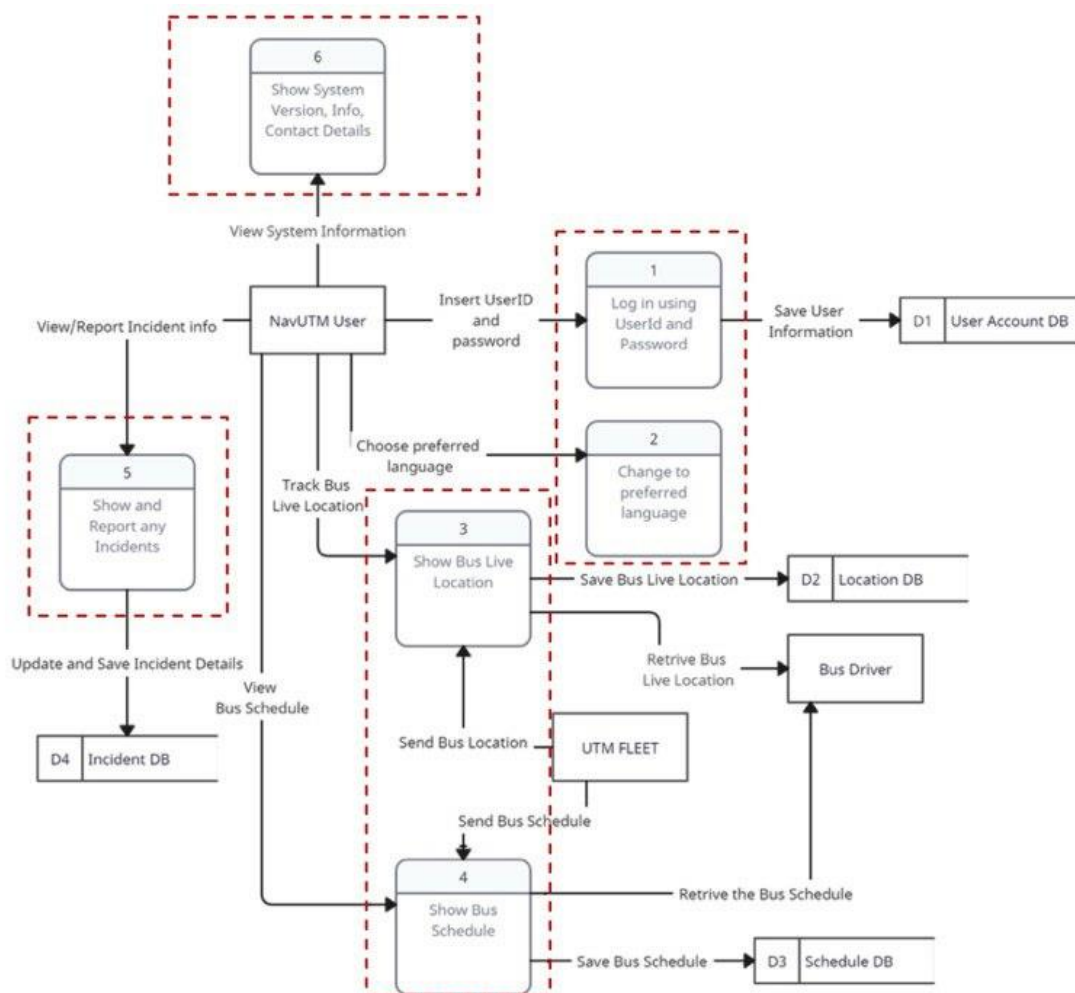 6
Show System
Version, Info,
Contact Details
View System Information
1
Log in using
UserId and
Password
Insert UserID
and
password
Save User
Information
D1
User Account DB
NavUTM User
View/Report Incident info
2
Change to
preferred
language
Choose preferred
language
5
Show and
Report any
Incidents
Track Bus
Live Location
3
Show Bus Live
Location
Save Bus Live Location
D2
Location DB
Retrive Bus
Live Location
Bus Driver
Update and Save Incident Details
View
Bus Schedule
D4
Incident DB
Send Bus Location
UTM FLEET
Send Bus Schedule
4
Show Bus
Schedule
Retrive the Bus Schedule
Save Bus Schedule
D3
Schedule DB